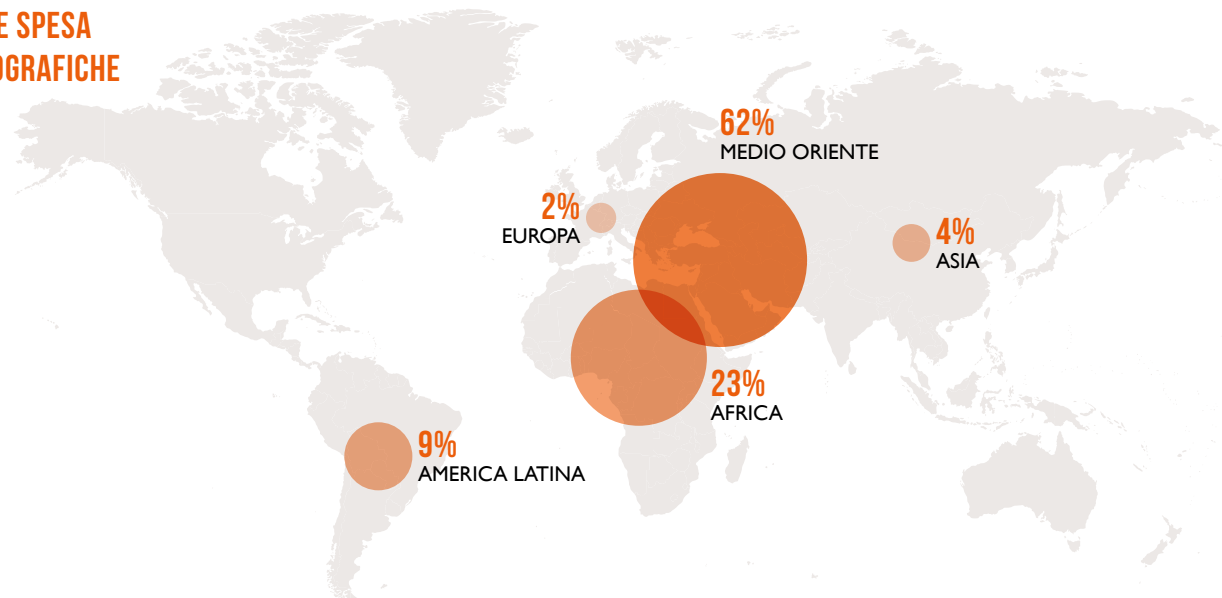 E SPESA
OGRAFICHE
62%
MEDIO ORIENTE
2%
EUROPA
4%
ASIA
23%
AFRICA
9%
AMERICA LATINA